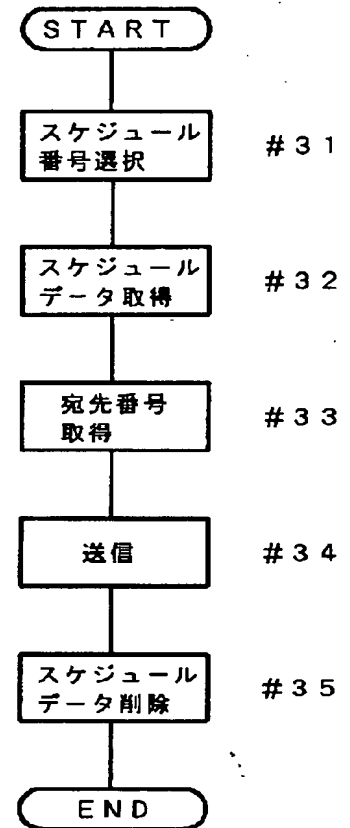 START
スケジュール
番号選択
#31
スケジュール
データ取得
#32
宛先番号
取得
#33
送信
#34
スケジュール
データ削除
#35
END